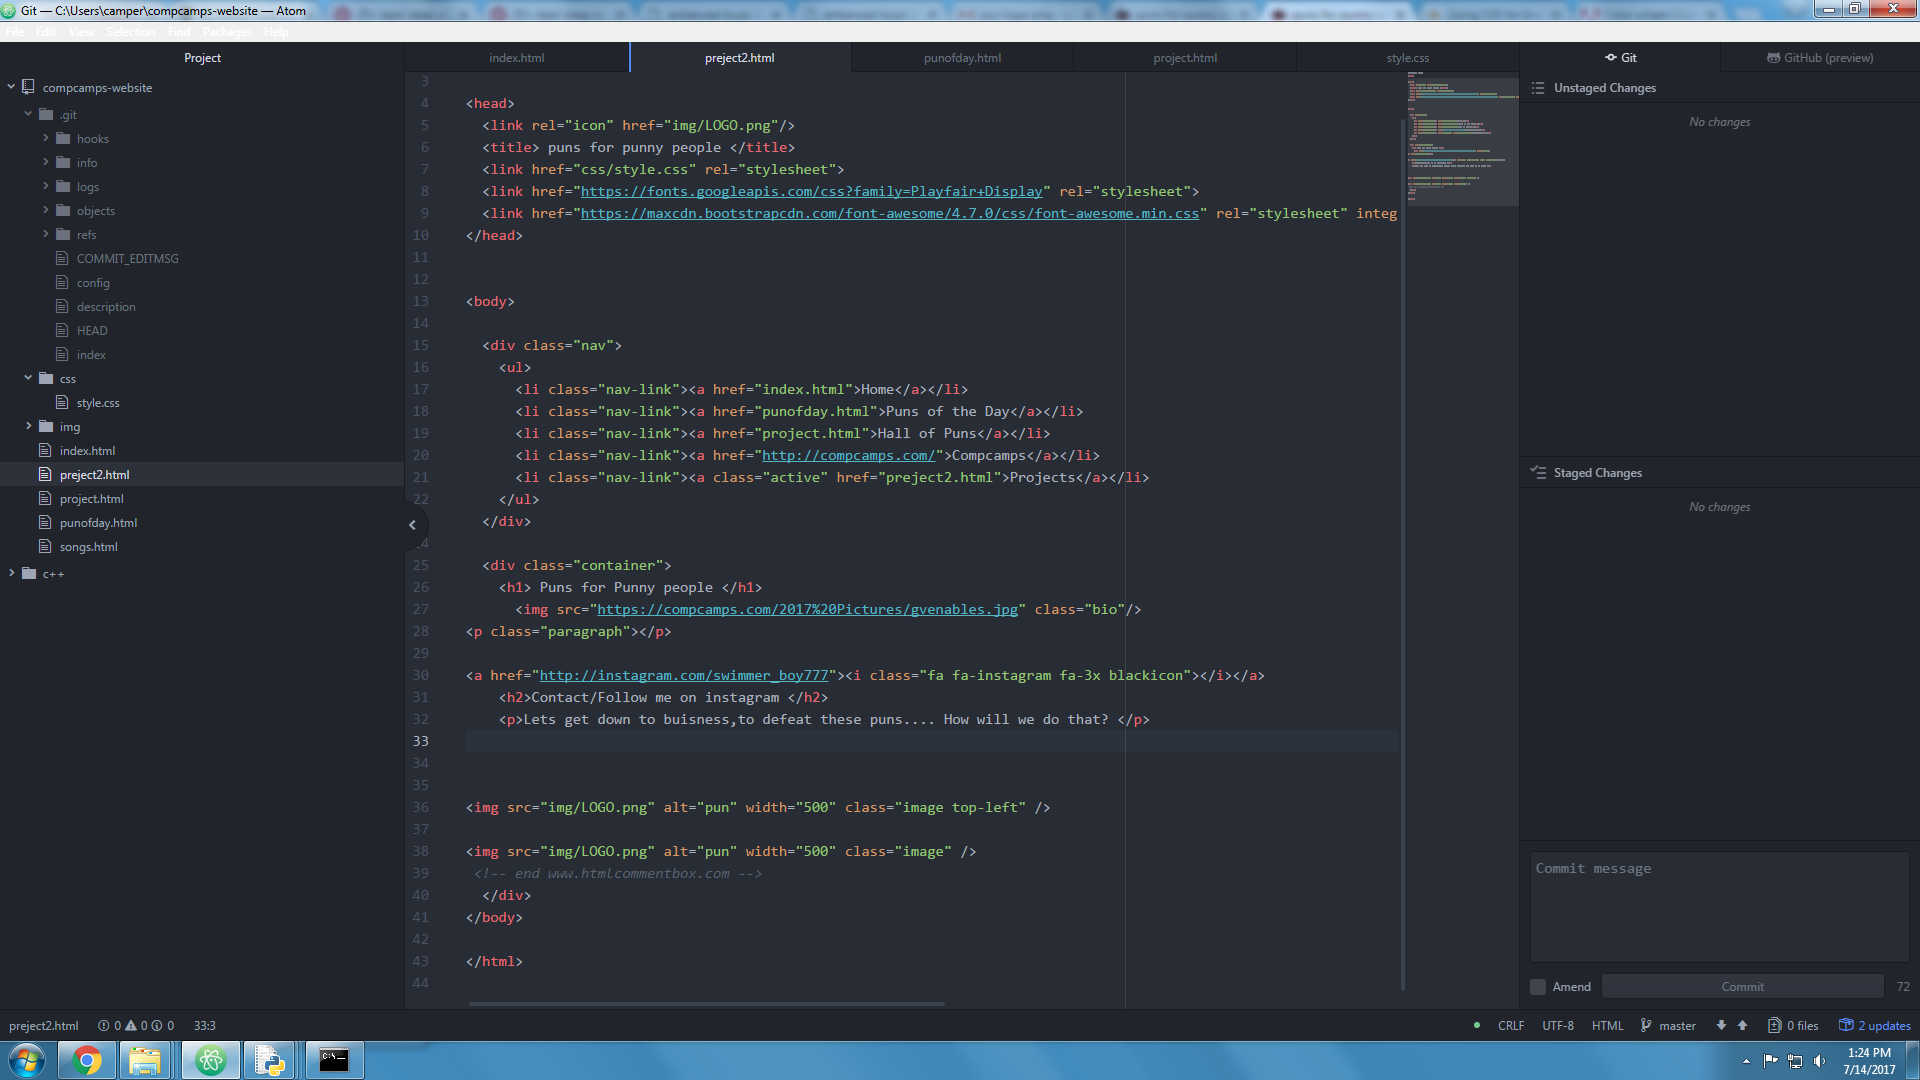 Git — C:\Users\camper\compcamps-website — Atom
File Edit View Selection Find Packages Help
Project
compcamps-website
.git
hooks
info
logs
objects
refs
COMMIT_EDITMSG
config
description
HEAD
index
css
style.css
img
index.html
preject2.html
project.html
punofday.html
songs.html
c++
index.html preject2.html punofday.html project.html style.css
3
4 <head>
5 <link rel="icon" href="img/LOGO.png"/>
6 <title> puns for punny people </title>
7 <link href="css/style.css" rel="stylesheet">
8 <link href="https://fonts.googleapis.com/css?family=Playfair+Display" rel="stylesheet">
9 <link href="https://maxcdn.bootstrapcdn.com/font-awesome/4.7.0/css/font-awesome.min.css" rel="stylesheet" integ
10 </head>
11
12
13 <body>
14
15 <div class="nav">
16 <ul>
17 <li class="nav-link"><a href="index.html">Home</a></li>
18 <li class="nav-link"><a href="punofday.html">Puns of the Day</a></li>
19 <li class="nav-link"><a href="project.html">Hall of Puns</a></li>
20 <li class="nav-link"><a href="http://compcamps.com/">Compcamps</a></li>
21 <li class="nav-link"><a class="active" href="preject2.html">Projects</a></li>
22 </ul>
</div>
24
25 <div class="container">
26 <h1> Puns for Punny people </h1>
27 <img src="https://compcamps.com/2017%20Pictures/gvenables.jpg" class="bio"/>
28 <p class="paragraph"></p>
29
30 <a href="http://instagram.com/swimmer_boy777"><i class="fa fa-instagram fa-3x blackicon"></i></a>
31 <h2>Contact/Follow me on instagram </h2>
32 <p>Lets get down to buisness,to defeat these puns.... How will we do that? </p>
33
34
35
36 <img src="img/LOGO.png" alt="pun" width="500" class="image top-left" />
37
38 <img src="img/LOGO.png" alt="pun" width="500" class="image" />
39 <!-- end www.htmlcommentbox.com -->
40 </div>
41 </body>
42
43 </html>
44
Git GitHub (preview)
Unstaged Changes
No changes
Staged Changes
No changes
Commit message
Amend Commit 72
preject2.html 0 0 0 33:3 CRLF UTF-8 HTML master 0 files 2 updates
C:\
1:24 PM
7/14/2017